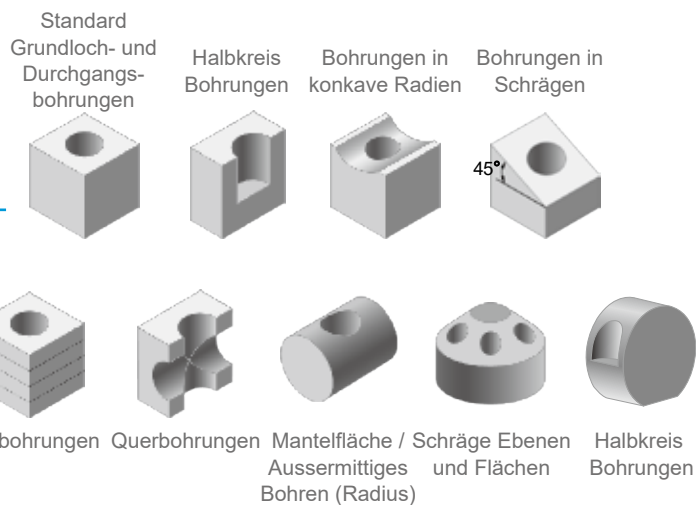 Standard
Grundloch- und
Durchgangs-
bohrungen
Halbkreis
Bohrungen
Bohrungen in
konkave Radien
Bohrungen in
Schrägen
45°
bohrungen
Querbohrungen
Mantelfläche /
Aussermittiges
Bohren (Radius)
Schräge Ebenen
und Flächen
Halbkreis
Bohrungen